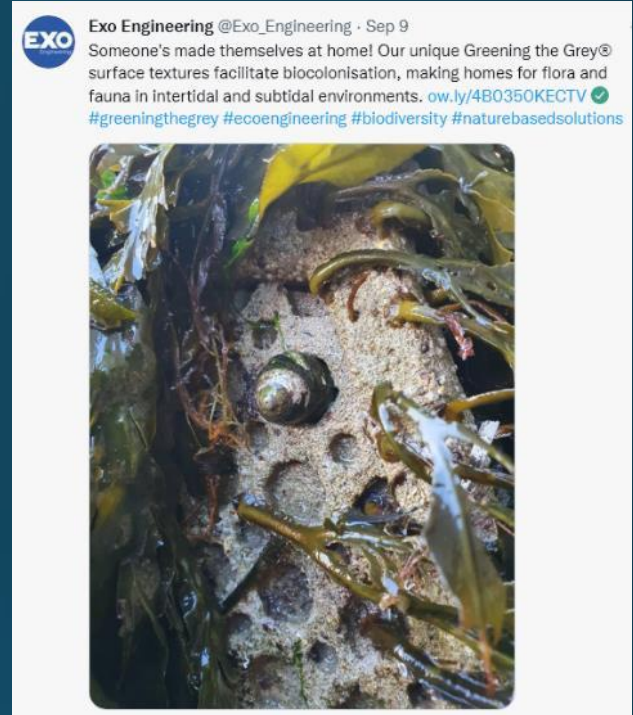 EXO
Engineering
Exo Engineering @Exo_Engineering · Sep 9
Someone's made themselves at home! Our unique Greening the Grey®
surface textures facilitate biocolonisation, making homes for flora and
fauna in intertidal and subtidal environments. ow.ly/4B0350KECTV
#greeningthegrey #ecoengineering #biodiversity #naturebasedsolutions